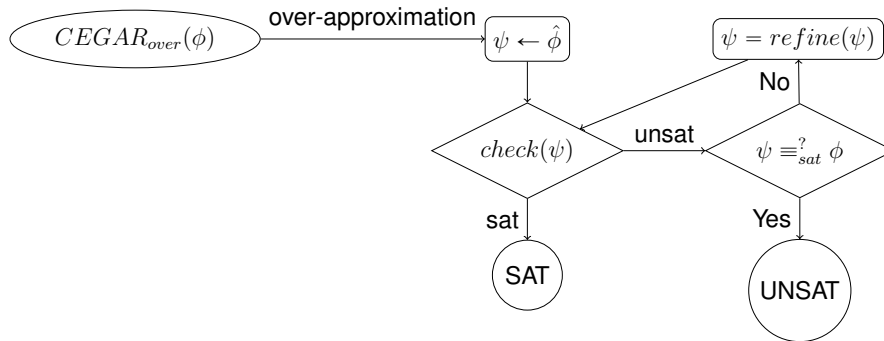 over-approximation
CEGAR_over(ϕ)
ψ ← ϕ̂
ψ = refine(ψ)
No
check(ψ)
unsat
ψ ≡?_sat ϕ
sat
Yes
SAT
UNSAT